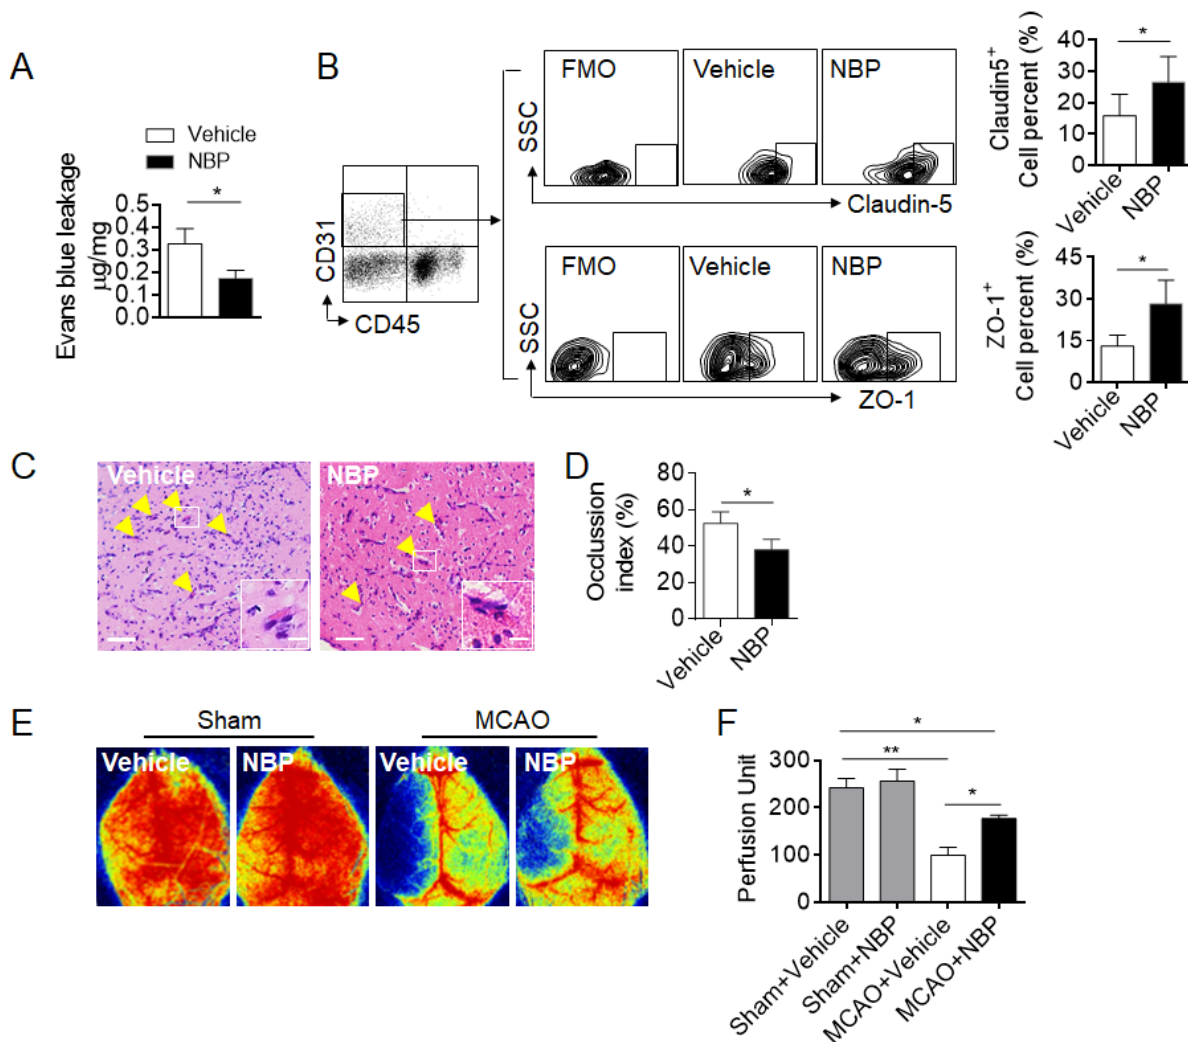 A
Vehicle
NBP
Evans blue leakage
µg/mg
0.5
0.4
0.3
0.2
0.1
0.0
*
B
CD31
CD45
SSC
FMO
Vehicle
NBP
Claudin-5
SSC
FMO
Vehicle
NBP
ZO-1
Claudin5+
Cell percent (%)
40
30
20
10
0
*
Vehicle
NBP
ZO-1+
Cell percent (%)
45
30
15
0
*
Vehicle
NBP
C
Vehicle
NBP
D
Occlussion
index (%)
80
60
40
20
0
*
Vehicle
NBP
E
Sham
MCAO
Vehicle
NBP
Vehicle
NBP
F
Perfusion Unit
300
200
100
0
*
**
*
Sham+Vehicle
Sham+NBP
MCAO+Vehicle
MCAO+NBP